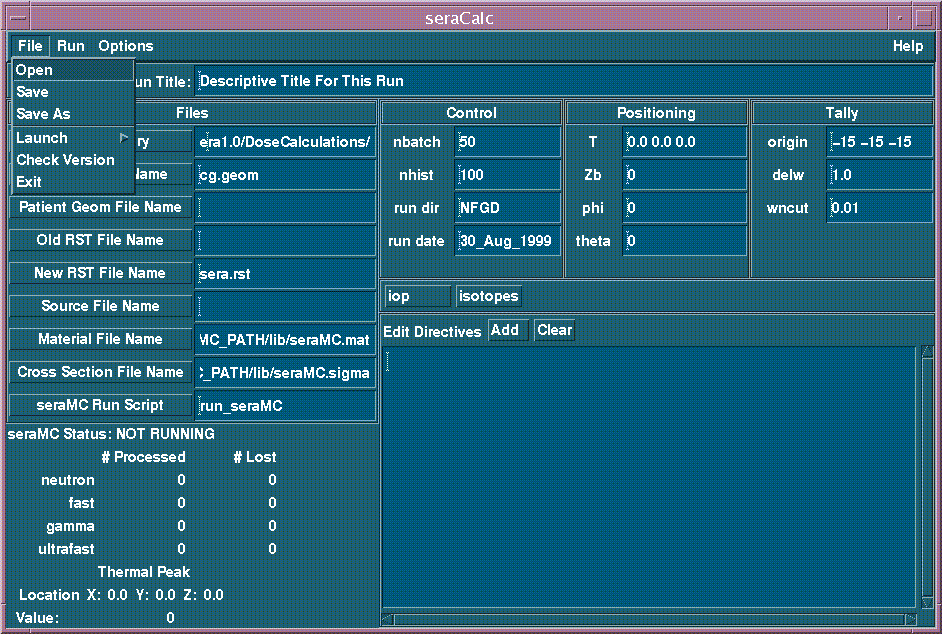 seraCalc
File Run Options Help
Open
Save
Save As
Launch
Check Version
Exit
un Title: Descriptive Title For This Run
Files
ry era1.0/DoseCalculations/
Name cg.geom
Patient Geom File Name
Old RST File Name
New RST File Name sera.rst
Source File Name
Material File Name MC_PATH/lib/seraMC.mat
Cross Section File Name C_PATH/lib/seraMC.sigma
seraMC Run Script run_seraMC
Control
nbatch 50
nhist 100
run dir NFGD
run date 30_Aug_1999
Positioning
T 0.0 0.0 0.0
Zb 0
phi 0
theta 0
Tally
origin -15 -15 -15
delw 1.0
wncut 0.01
iop isotopes
Edit Directives Add Clear
seraMC Status: NOT RUNNING
# Processed # Lost
neutron 0 0
fast 0 0
gamma 0 0
ultrafast 0 0
Thermal Peak
Location X: 0.0 Y: 0.0 Z: 0.0
Value: 0